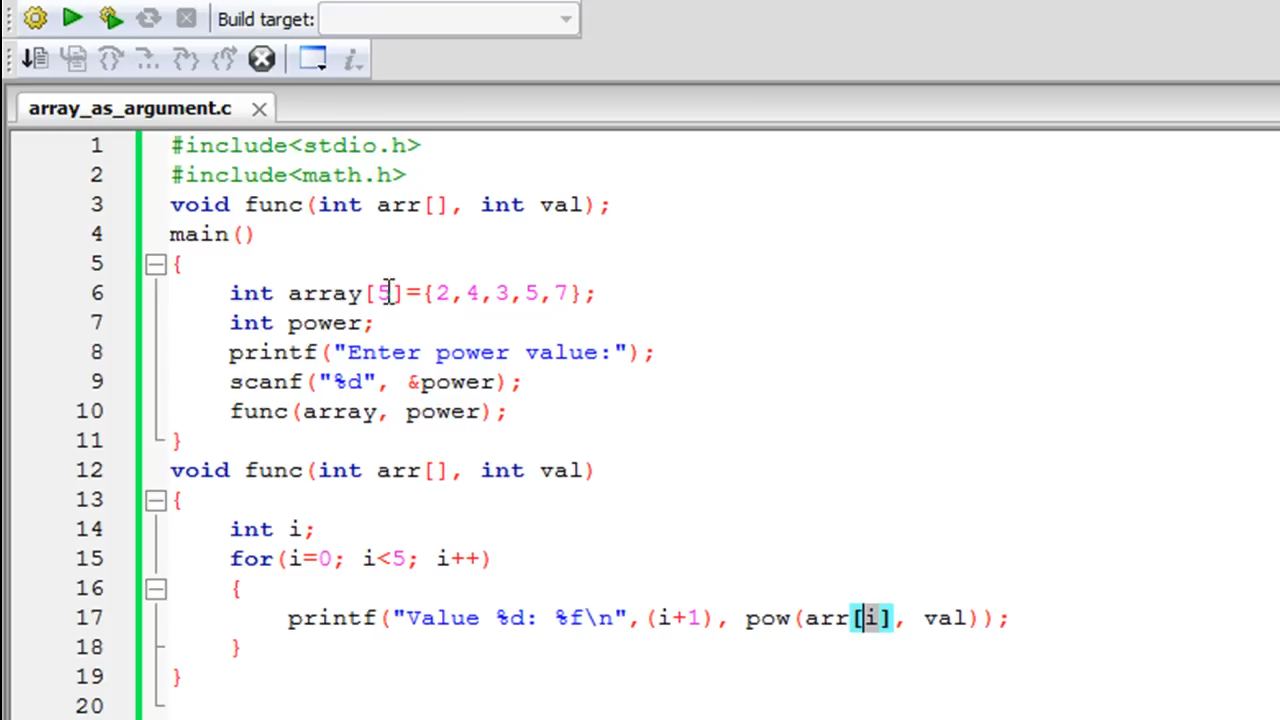 Build target:
array_as_argument.c
1 #include<stdio.h>
2 #include<math.h>
3 void func(int arr[], int val);
4 main()
5 {
6 int array[5]={2,4,3,5,7};
7 int power;
8 printf("Enter power value:");
9 scanf("%d", &power);
10 func(array, power);
11 }
12 void func(int arr[], int val)
13 {
14 int i;
15 for(i=0; i<5; i++)
16 {
17 printf("Value %d: %f\n",(i+1), pow(arr[i], val));
18 }
19 }
20